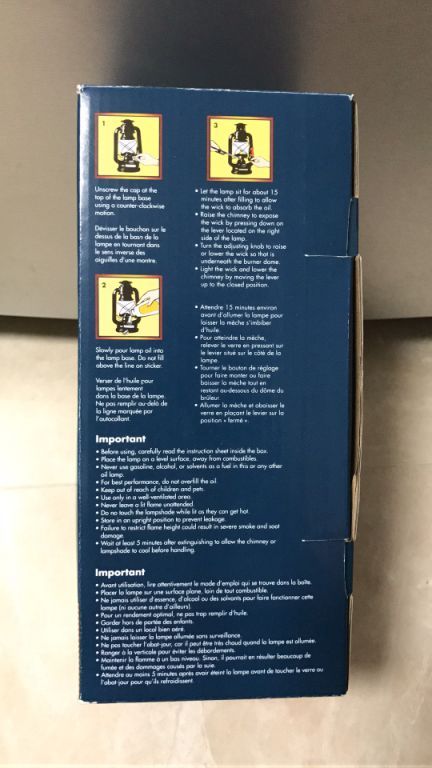 1
Unscrew the cap at the
top of the lamp base
using a counter-clockwise
motion.
Dévisser le bouchon sur le
dessus de la base de la
lampe en tournant dans
le sens inverse des
aiguilles d'une montre.
2
Slowly pour lamp oil into
the lamp base. Do not fill
above the line on sticker.
Verser de l'huile pour
lampes lentement
dans la base de la lampe.
Ne pas remplir au-delà de
la ligne marquée par
l'autocollant.
3
• Let the lamp sit for about 15
minutes after filling to allow
the wick to absorb the oil.
• Raise the chimney to expose
the wick by pressing down on
the lever located on the right
side of the lamp.
• Turn the adjusting knob to raise
or lower the wick so that is
underneath the burner dome.
• Light the wick and lower the
chimney by moving the lever
up to the closed position.
• Attendre 15 minutes environ
avant d'allumer la lampe pour
laisser la mèche s'imbiber
d'huile.
• Pour atteindre la mèche,
relever le verre en pressant sur
le levier situé sur le côté de la
lampe.
• Tourner le bouton de réglage
pour faire monter ou faire
baisser la mèche tout en
restant au-dessous du dôme du
brûleur.
• Allumer la mèche et abaisser le
verre en plaçant le levier sur la
position « fermé ».
Important
• Before using, carefully read the instruction sheet inside the box.
• Place the lamp on a level surface, away from combustibles.
• Never use gasoline, alcohol, or solvents as a fuel in this or any other
oil lamp.
• For best performance, do not overfill the oil.
• Keep out of reach of children and pets.
• Use only in a well-ventilated area.
• Never leave a lit flame unattended.
• Do no touch the lampshade while lit as they can get hot.
• Store in an upright position to prevent leakage.
• Failure to restrict flame height could result in severe smoke and soot
damage.
• Wait at least 5 minutes after extinguishing to allow the chimney or
lampshade to cool before handling.
Important
• Avant utilisation, lire attentivement le mode d'emploi qui se trouve dans la boîte.
• Placer la lampe sur une surface plane, loin de tout combustible.
• Ne jamais utiliser d'essence, d'alcool ou des solvants pour faire fonctionner cette
lampe (ni aucune autre d'ailleurs).
• Pour un rendement optimal, ne pas trop remplir d'huile.
• Garder hors de portée des enfants.
• Utiliser dans un local bien aéré.
• Ne jamais laisser la lampe allumée sans surveillance.
• Ne pas toucher l'abat-jour, car il peut être très chaud quand la lampe est allumée.
• Ranger à la verticale pour éviter les débordements.
• Maintenir la flamme à un bas niveau. Sinon, il pourrait en résulter beaucoup de
fumée et des dommages causés par la suie.
• Attendre au moins 5 minutes après avoir éteint la lampe avant de toucher le verre ou
l'abat-jour pour qu'ils refroidissent.